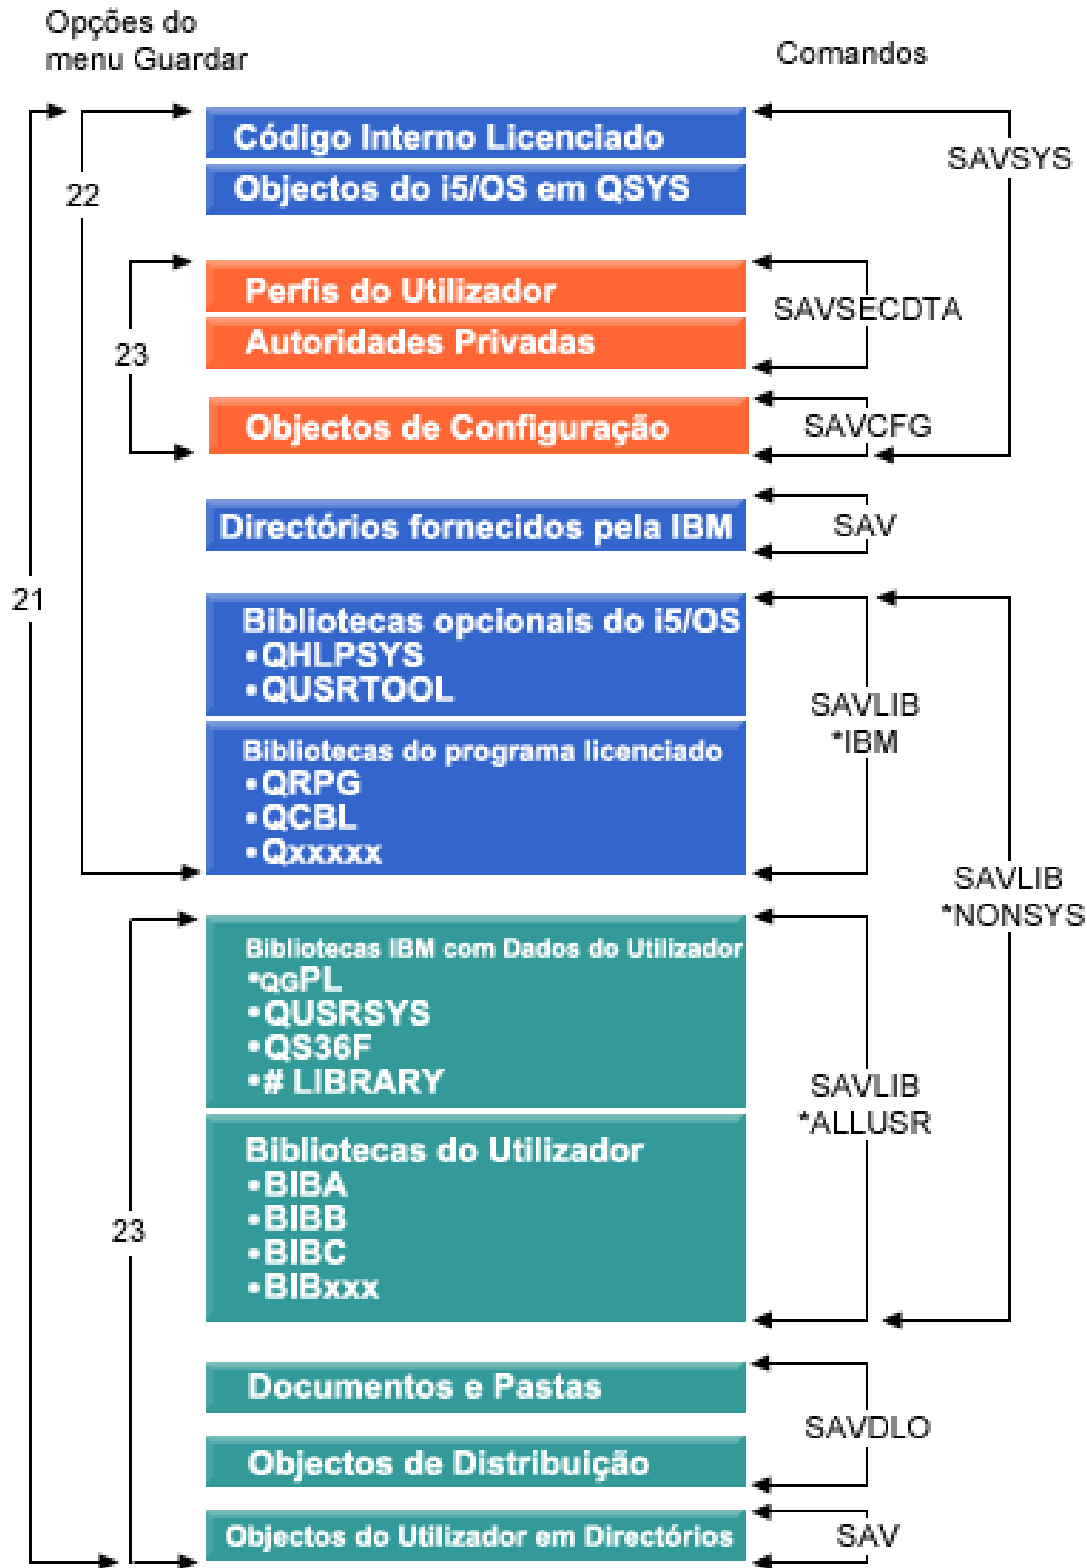 Opções do
menu Guardar
Comandos
Código Interno Licenciado
SAVSYS
Objectos do i5/OS em QSYS
22
Perfis do Utilizador
SAVSECDTA
Autoridades Privadas
23
Objectos de Configuração
SAVCFG
Directórios fornecidos pela IBM
SAV
21
Bibliotecas opcionais do i5/OS
•QHLPSYS
•QUSRTOOL
SAVLIB
*IBM
Bibliotecas do programa licenciado
•QRPG
•QCBL
•Qxxxxx
SAVLIB
*NONSYS
Bibliotecas IBM com Dados do Utilizador
•QGPL
•QUSRSYS
•QS36F
•# LIBRARY
SAVLIB
*ALLUSR
Bibliotecas do Utilizador
•BIBA
•BIBB
•BIBC
•BIBxxx
23
Documentos e Pastas
SAVDLO
Objectos de Distribuição
Objectos do Utilizador em Directórios
SAV